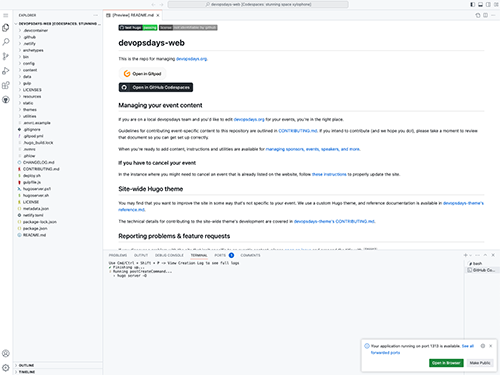 devopsdays-web [Codespaces: stunning space xylophone]
EXPLORER
[Preview] README.md
DEVOPSDAYS-WEB [CODESPACES: STUNNING
.devcontainer
.github
.netlify
archetypes
bin
config
content
data
gulp
LICENSES
resources
static
themes
utilities
.envrc.example
.gitignore
.gitpod.yml
.hugo_build.lock
.nvmrc
CHANGELOG.md
CONTRIBUTING.md
deploy.sh
gulpfile.js
hugoserver.ps1
hugoserver.sh
LICENSE
metadata.json
netlify.toml
package-lock.json
package.json
README.md
OUTLINE
TIMELINE
devopsdays-web
This is the repo for managing devopsdays.org.
Open in Gitpod
Open in GitHub Codespaces
Managing your event content
If you are on a local devopsdays team and you'd like to edit devopsdays.org for your events, you're in the right place.
Guidelines for contributing event-specific content to this repository are outlined in CONTRIBUTING.md. If you intend to contribute (and we hope you do!), please take a moment to review
that document so you can get set up correctly.
When you're ready to add content, instructions and utilities are available for managing sponsors, events, speakers, and more.
If you have to cancel your event
In the instance where you might need to cancel an event that is already listed on the website, follow these instructions to properly update the site.
Site-wide Hugo theme
You may find that you want to improve the site in some way that's not specific to your event. We use a custom Hugo theme, and reference documentation is available in devopsdays-theme's
reference.md.
The technical details for contributing to the site-wide theme's development are covered in devopsdays-theme's CONTRIBUTING.md.
Reporting problems & feature requests
PROBLEMS
OUTPUT
DEBUG CONSOLE
TERMINAL
PORTS
COMMENTS
Use Cmd/Ctrl + Shift + P -> View Creation Log to see full logs
Finishing up...
Running postCreateCommand...
hugo server -D
bash
GitHub Co...
Your application running on port 1313 is available. See all
forwarded ports
Open in Browser
Make Public